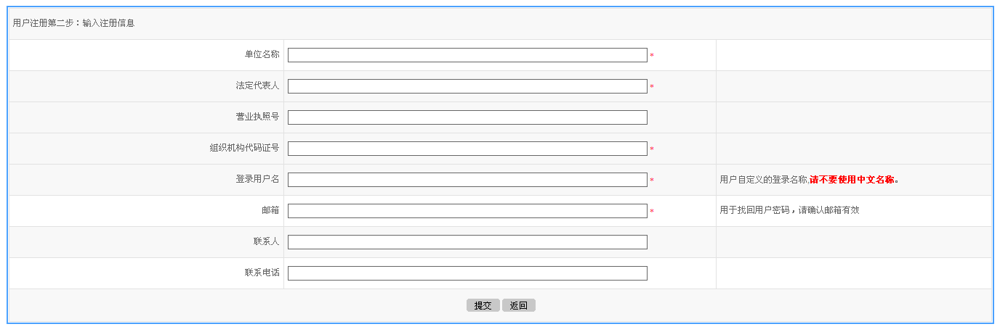 用户注册第二步：输入注册信息
单位名称 *
法定代表人 *
营业执照号
组织机构代码证号 *
登录用户名 * 用户自定义的登录名称,请不要使用中文名称。
邮箱 * 用于找回用户密码，请确认邮箱有效
联系人
联系电话
提交 返回